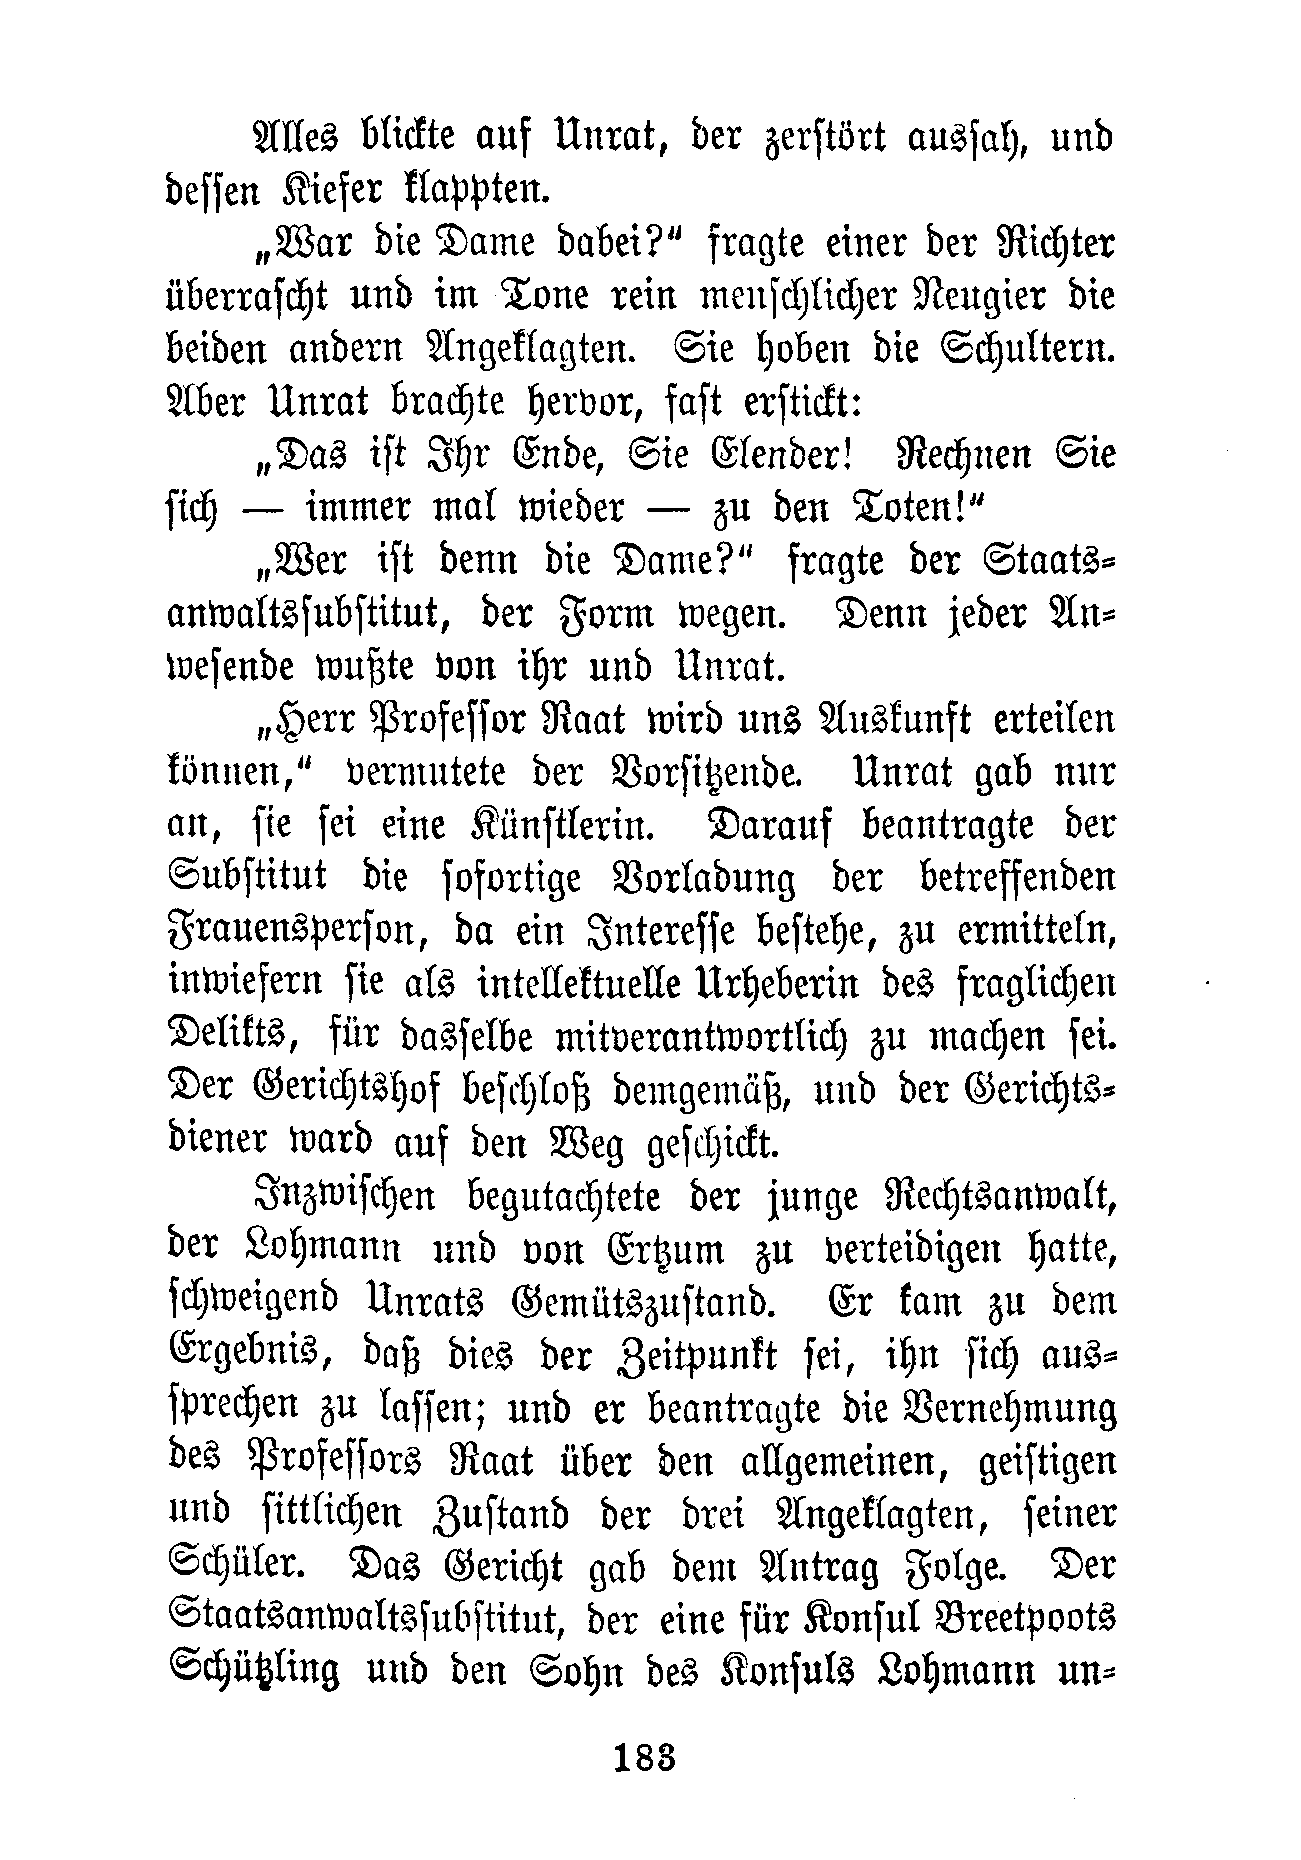 Alles blickte auf Unrat, der zerstört aussah, und
dessen Kiefer klappten.
„War die Dame dabei?“ fragte einer der Richter
überrascht und im Tone rein menschlicher Neugier die
beiden andern Angeklagten. Sie hoben die Schultern.
Aber Unrat brachte hervor, fast erstickt:
„Das ist Ihr Ende, Sie Elender! Rechnen Sie
sich — immer mal wieder — zu den Toten!“
„Wer ist denn die Dame?“ fragte der Staats-
anwaltssubstitut, der Form wegen. Denn jeder An-
wesende wußte von ihr und Unrat.
„Herr Professor Raat wird uns Auskunft erteilen
können,“ vermutete der Vorsitzende. Unrat gab nur
an, sie sei eine Künstlerin. Darauf beantragte der
Substitut die sofortige Vorladung der betreffenden
Frauensperson, da ein Interesse bestehe, zu ermitteln,
inwiefern sie als intellektuelle Urheberin des fraglichen
Delikts, für dasselbe mitverantwortlich zu machen sei.
Der Gerichtshof beschloß demgemäß, und der Gerichts-
diener ward auf den Weg geschickt.
Inzwischen begutachtete der junge Rechtsanwalt,
der Lohmann und von Ertzum zu verteidigen hatte,
schweigend Unrats Gemütszustand. Er kam zu dem
Ergebnis, daß dies der Zeitpunkt sei, ihn sich aus-
sprechen zu lassen; und er beantragte die Vernehmung
des Professors Raat über den allgemeinen, geistigen
und sittlichen Zustand der drei Angeklagten, seiner
Schüler. Das Gericht gab dem Antrag Folge. Der
Staatsanwaltssubstitut, der eine für Konsul Breetpoots
Schützling und den Sohn des Konsuls Lohmann un-
183